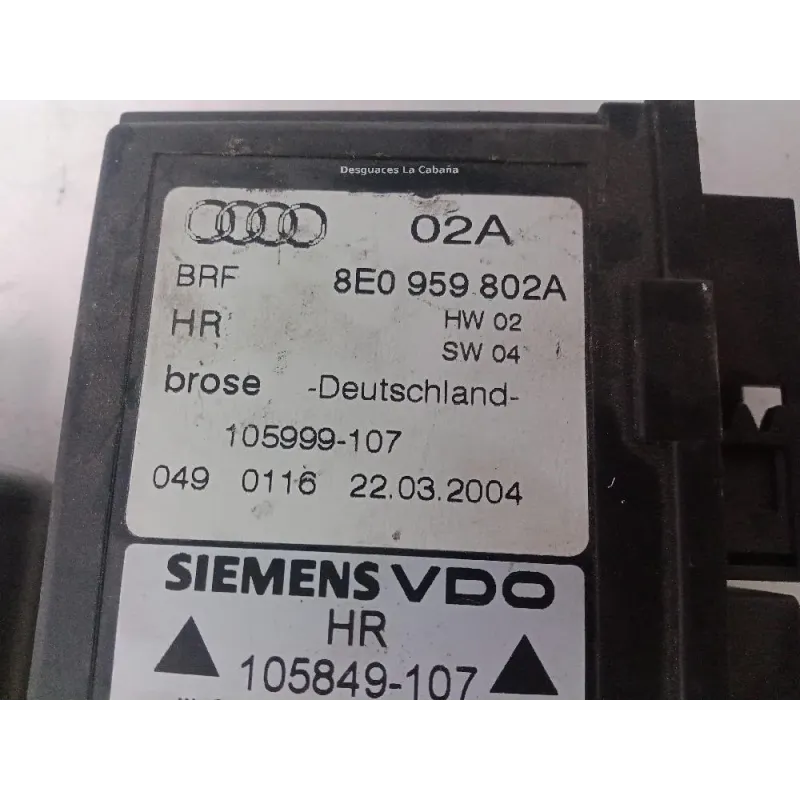 Desguaces La Cabaña
02A
BRF 8E0 959 802A
HR HW 02
SW 04
brose -Deutschland-
105999-107
049 0116 22.03.2004
SIEMENS VDO
HR
105849-107